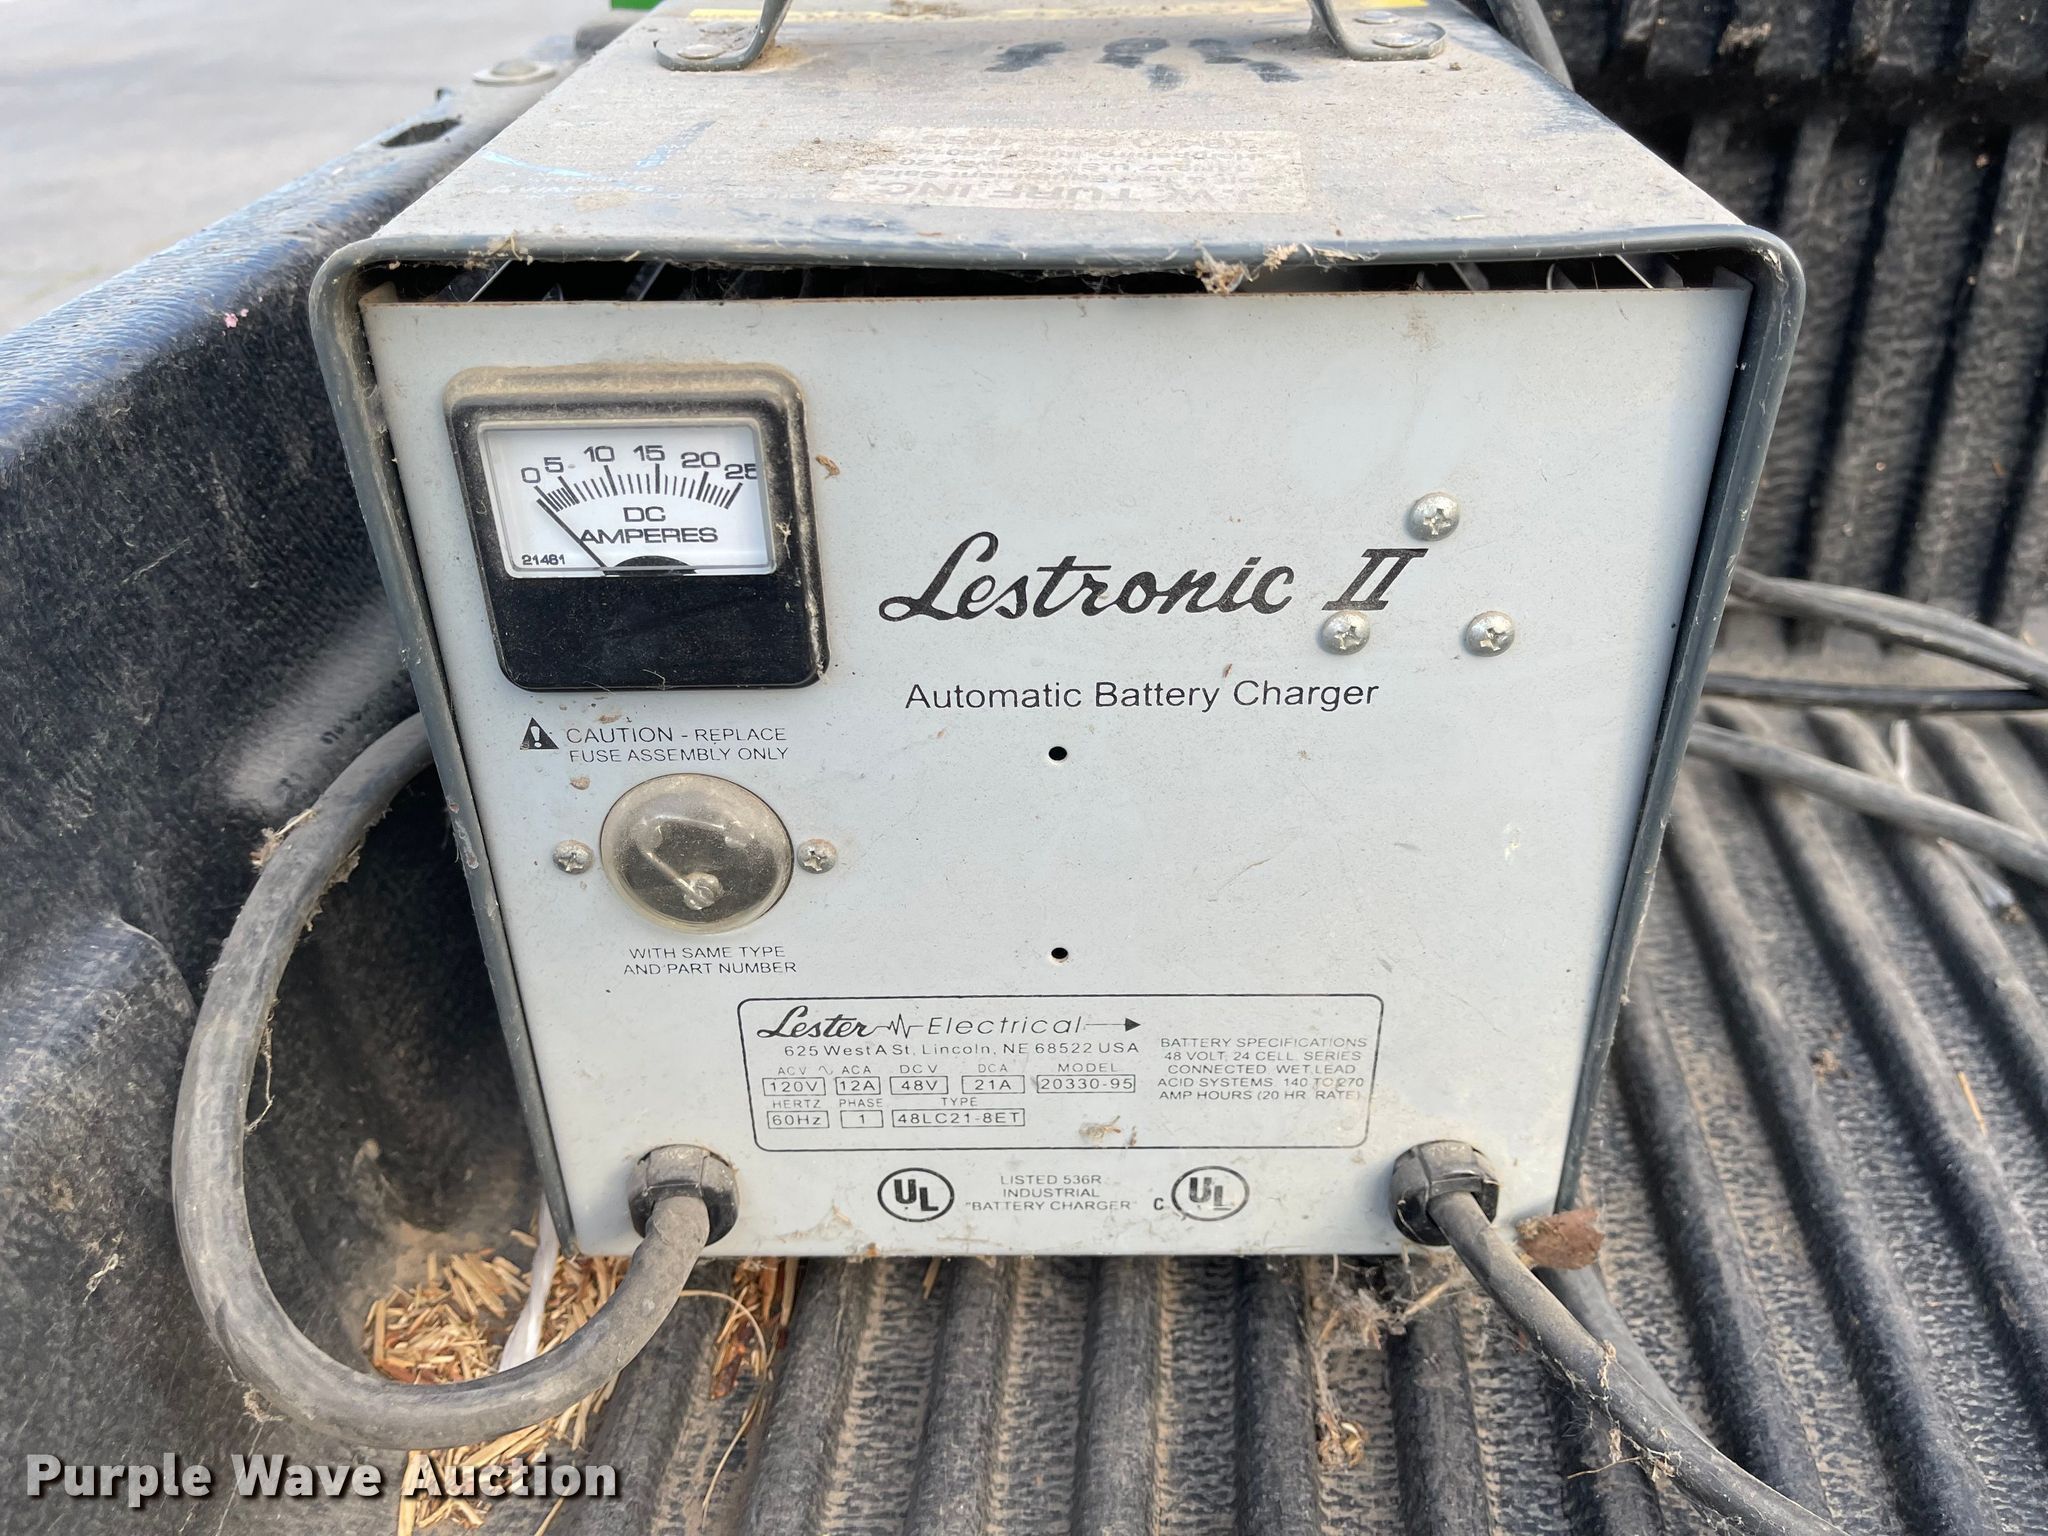 TURF INC.
0 5 10 15 20 25
DC
AMPERES
21481
Lestronic II
Automatic Battery Charger
CAUTION - REPLACE
FUSE ASSEMBLY ONLY
WITH SAME TYPE
AND PART NUMBER
Lester Electrical
625 West A St, Lincoln, NE 68522 USA
AC V ACA DC V DCA MODEL
120V 12A 48V 21A 20330-95
HERTZ PHASE TYPE
60Hz 1 48LC21-8ET
BATTERY SPECIFICATIONS
48 VOLT, 24 CELL, SERIES
CONNECTED, WET, LEAD
ACID SYSTEMS, 140 TO 270
AMP HOURS (20 HR. RATE)
UL
LISTED 536R
INDUSTRIAL
"BATTERY CHARGER"
C UL
Purple Wave Auction